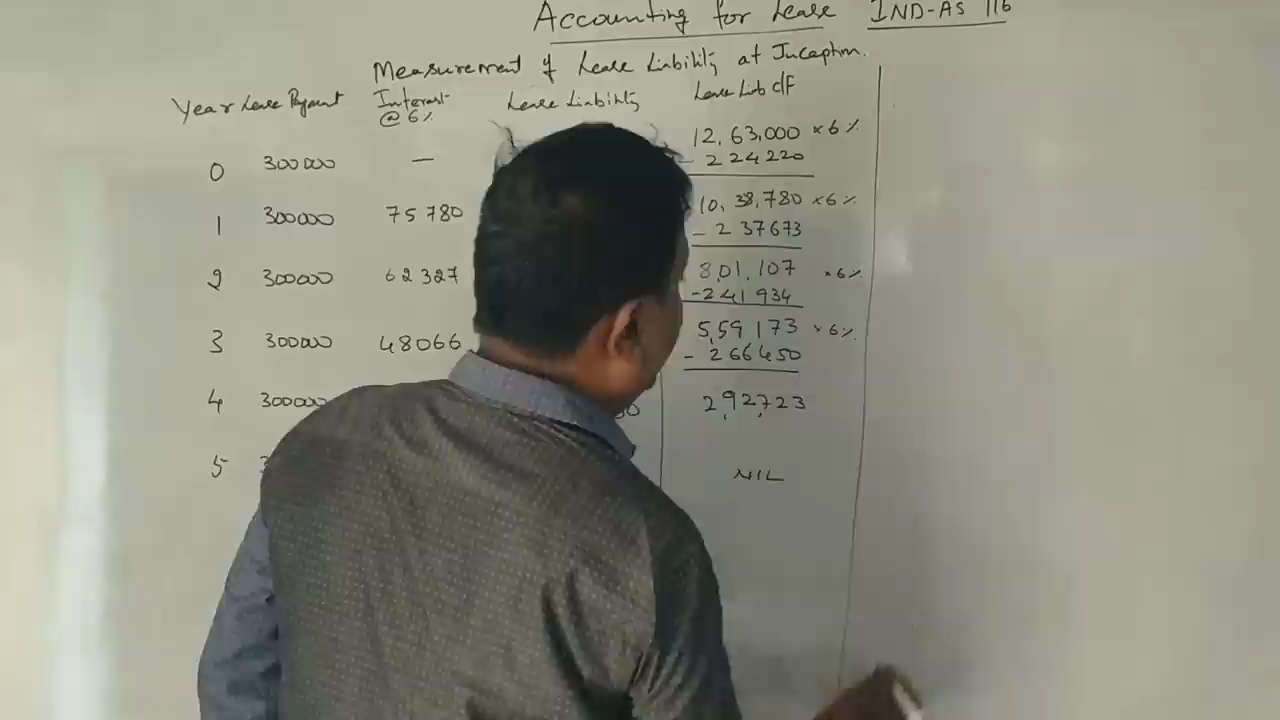 Accounting for Lease IND-AS 116
Measurement of Lease Liability at Inception.
Year Lease Payment Interest @ 6% Lease Liability Lease Liab c/f
0 300000 — 12,63,000 × 6%
- 224220
1 300000 75780 10,38,780 × 6%
- 237673
2 300000 62327 8,01,107 × 6%
- 241934
3 300000 48066 5,59,173 × 6%
- 266450
4 300000 50 2,92,723
5 NIL